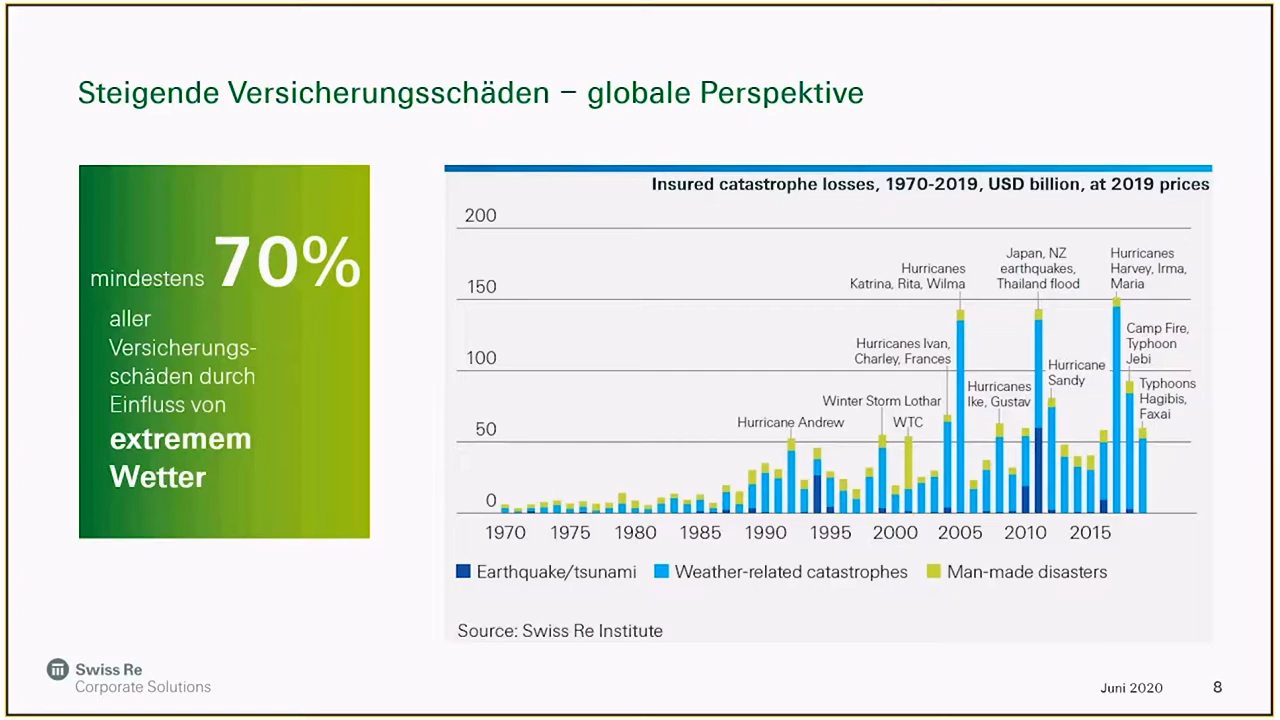 Steigende Versicherungsschäden – globale Perspektive
mindestens 70%
aller
Versicherungs-
schäden durch
Einfluss von
extremem
Wetter
Insured catastrophe losses, 1970-2019, USD billion, at 2019 prices
200
150
100
50
0
Hurricane Andrew
Winter Storm Lothar
WTC
Hurricanes Ivan,
Charley, Frances
Hurricanes
Katrina, Rita, Wilma
Hurricanes
Ike, Gustav
Japan, NZ
earthquakes,
Thailand flood
Hurricane
Sandy
Hurricanes
Harvey, Irma,
Maria
Camp Fire,
Typhoon
Jebi
Typhoons
Hagibis,
Faxai
1970 1975 1980 1985 1990 1995 2000 2005 2010 2015
Earthquake/tsunami Weather-related catastrophes Man-made disasters
Source: Swiss Re Institute
Swiss Re
Corporate Solutions
Juni 2020 8